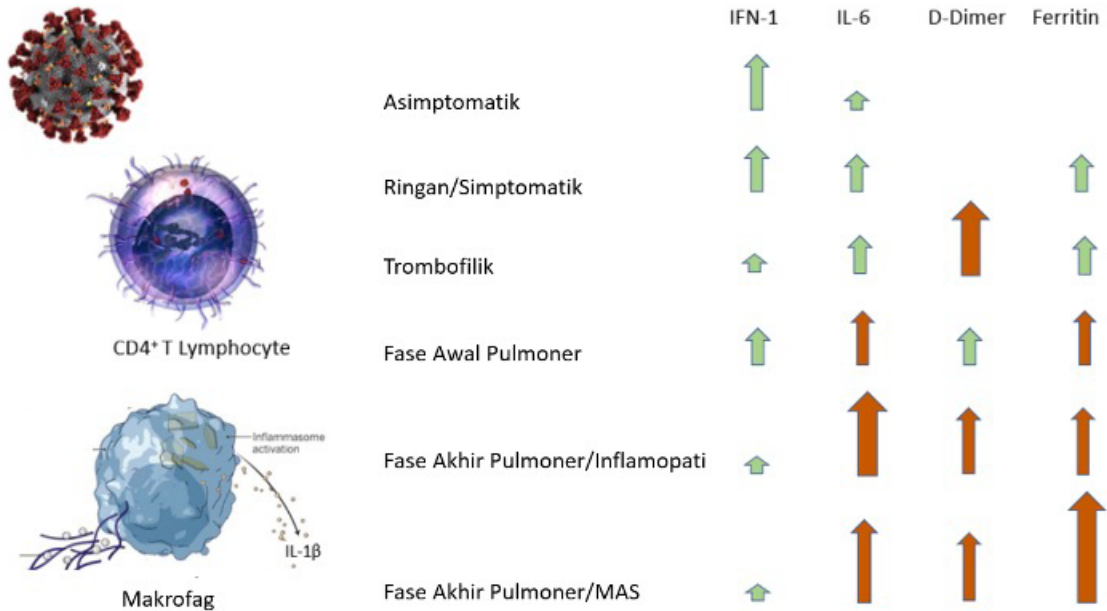 IFN-1 IL-6 D-Dimer Ferritin
Asimptomatik
Ringan/Simptomatik
Trombofilik
CD4⁺ T Lymphocyte
Fase Awal Pulmoner
Inflammasome
activation
Fase Akhir Pulmoner/Inflamopati
IL-1β
Makrofag
Fase Akhir Pulmoner/MAS